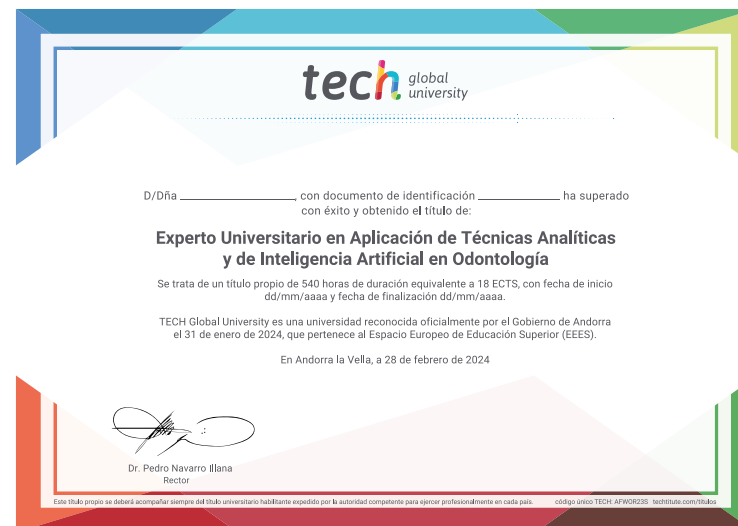 tech global
university
D/Dña ____________, con documento de identificación ____________ ha superado
con éxito y obtenido el título de:
Experto Universitario en Aplicación de Técnicas Analíticas
y de Inteligencia Artificial en Odontología
Se trata de un título propio de 540 horas de duración equivalente a 18 ECTS, con fecha de inicio
dd/mm/aaaa y fecha de finalización dd/mm/aaaa.
TECH Global University es una universidad reconocida oficialmente por el Gobierno de Andorra
el 31 de enero de 2024, que pertenece al Espacio Europeo de Educación Superior (EEES).
En Andorra la Vella, a 28 de febrero de 2024
Dr. Pedro Navarro Illana
Rector
Este título propio se deberá acompañar siempre del título universitario habilitante expedido por la autoridad competente para ejercer profesionalmente en cada país. código único TECH: AFWOR23S techtitute.com/titulos